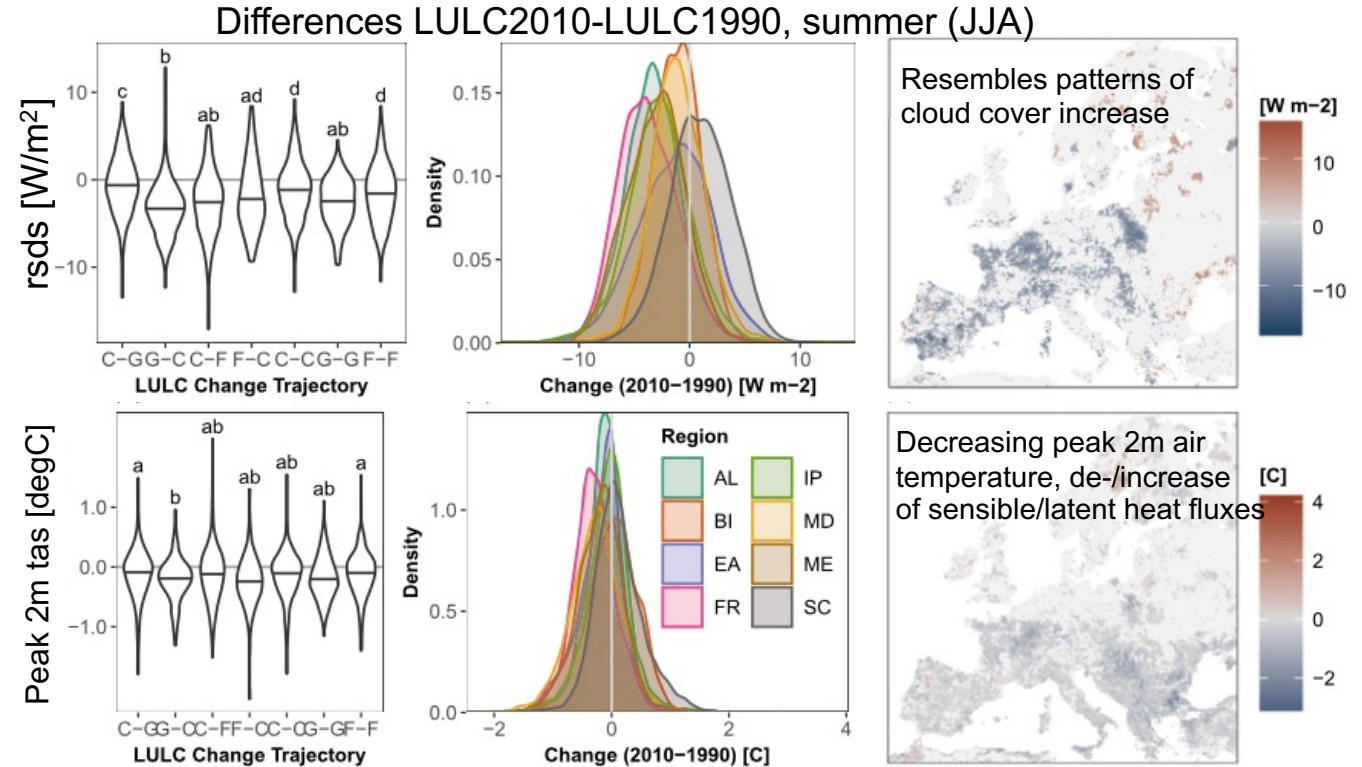 Differences LULC2010-LULC1990, summer (JJA)
rsds [W/m²]
10
0
−10
c
b
ab
ad
d
ab
d
C−G G−C C−F F−C C−C G−G F−F
LULC Change Trajectory
Density
0.15
0.10
0.05
0.00
−10 0 10
Change (2010−1990) [W m−2]
Resembles patterns of
cloud cover increase
[W m−2]
10
0
−10
Peak 2m tas [degC]
1.0
0.0
−1.0
a
b
ab
ab
ab
ab
a
C−G G−C C−F F−C C−C G−G F−F
LULC Change Trajectory
Density
1.0
0.5
0.0
−2 0 2 4
Change (2010−1990) [C]
Region
AL IP
BI MD
EA ME
FR SC
Decreasing peak 2m air
temperature, de-/increase
of sensible/latent heat fluxes
[C]
4
2
0
−2